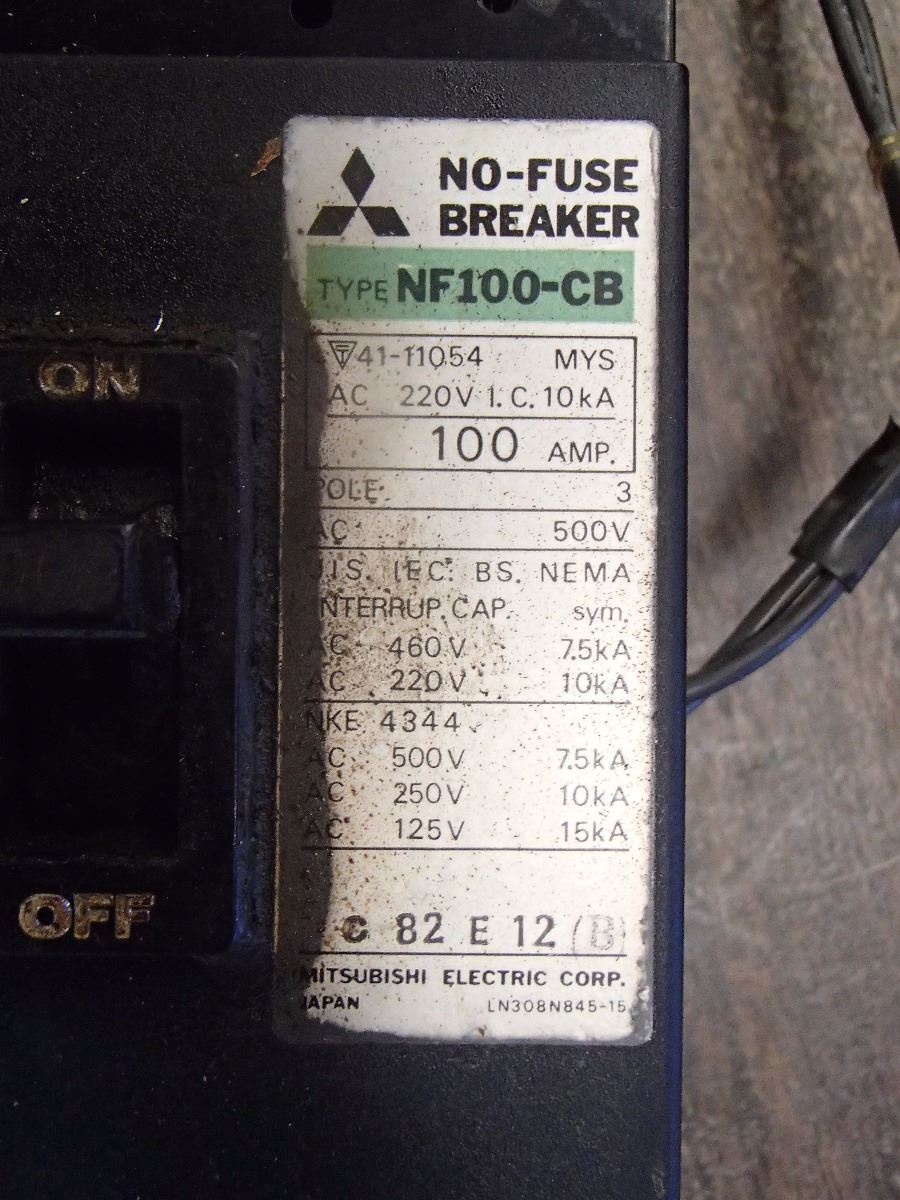 NO-FUSE
BREAKER
TYPE NF100-CB
41-11054 MYS
AC 220V I.C. 10kA
100 AMP.
POLE 3
AC 500V
JIS. IEC. BS. NEMA
INTERRUP. CAP. sym.
AC 460V 7.5kA
AC 220V 10kA
NKE 4344
AC 500V 7.5kA
AC 250V 10kA
AC 125V 15kA
C 82 E 12 (B)
MITSUBISHI ELECTRIC CORP.
JAPAN LN308N845-15
ON
OFF